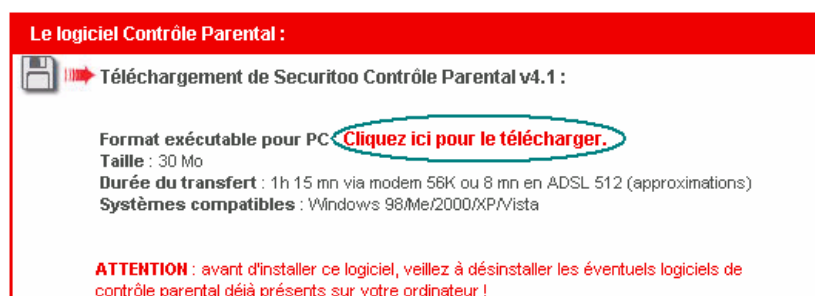 Le logiciel Contrôle Parental :
Téléchargement de Securitoo Contrôle Parental v4.1 :
Format exécutable pour PC Cliquez ici pour le télécharger.
Taille : 30 Mo
Durée du transfert : 1h 15 mn via modem 56K ou 8 mn en ADSL 512 (approximations)
Systèmes compatibles : Windows 98/Me/2000/XP/Vista
ATTENTION : avant d'installer ce logiciel, veillez à désinstaller les éventuels logiciels de
contrôle parental déjà présents sur votre ordinateur !